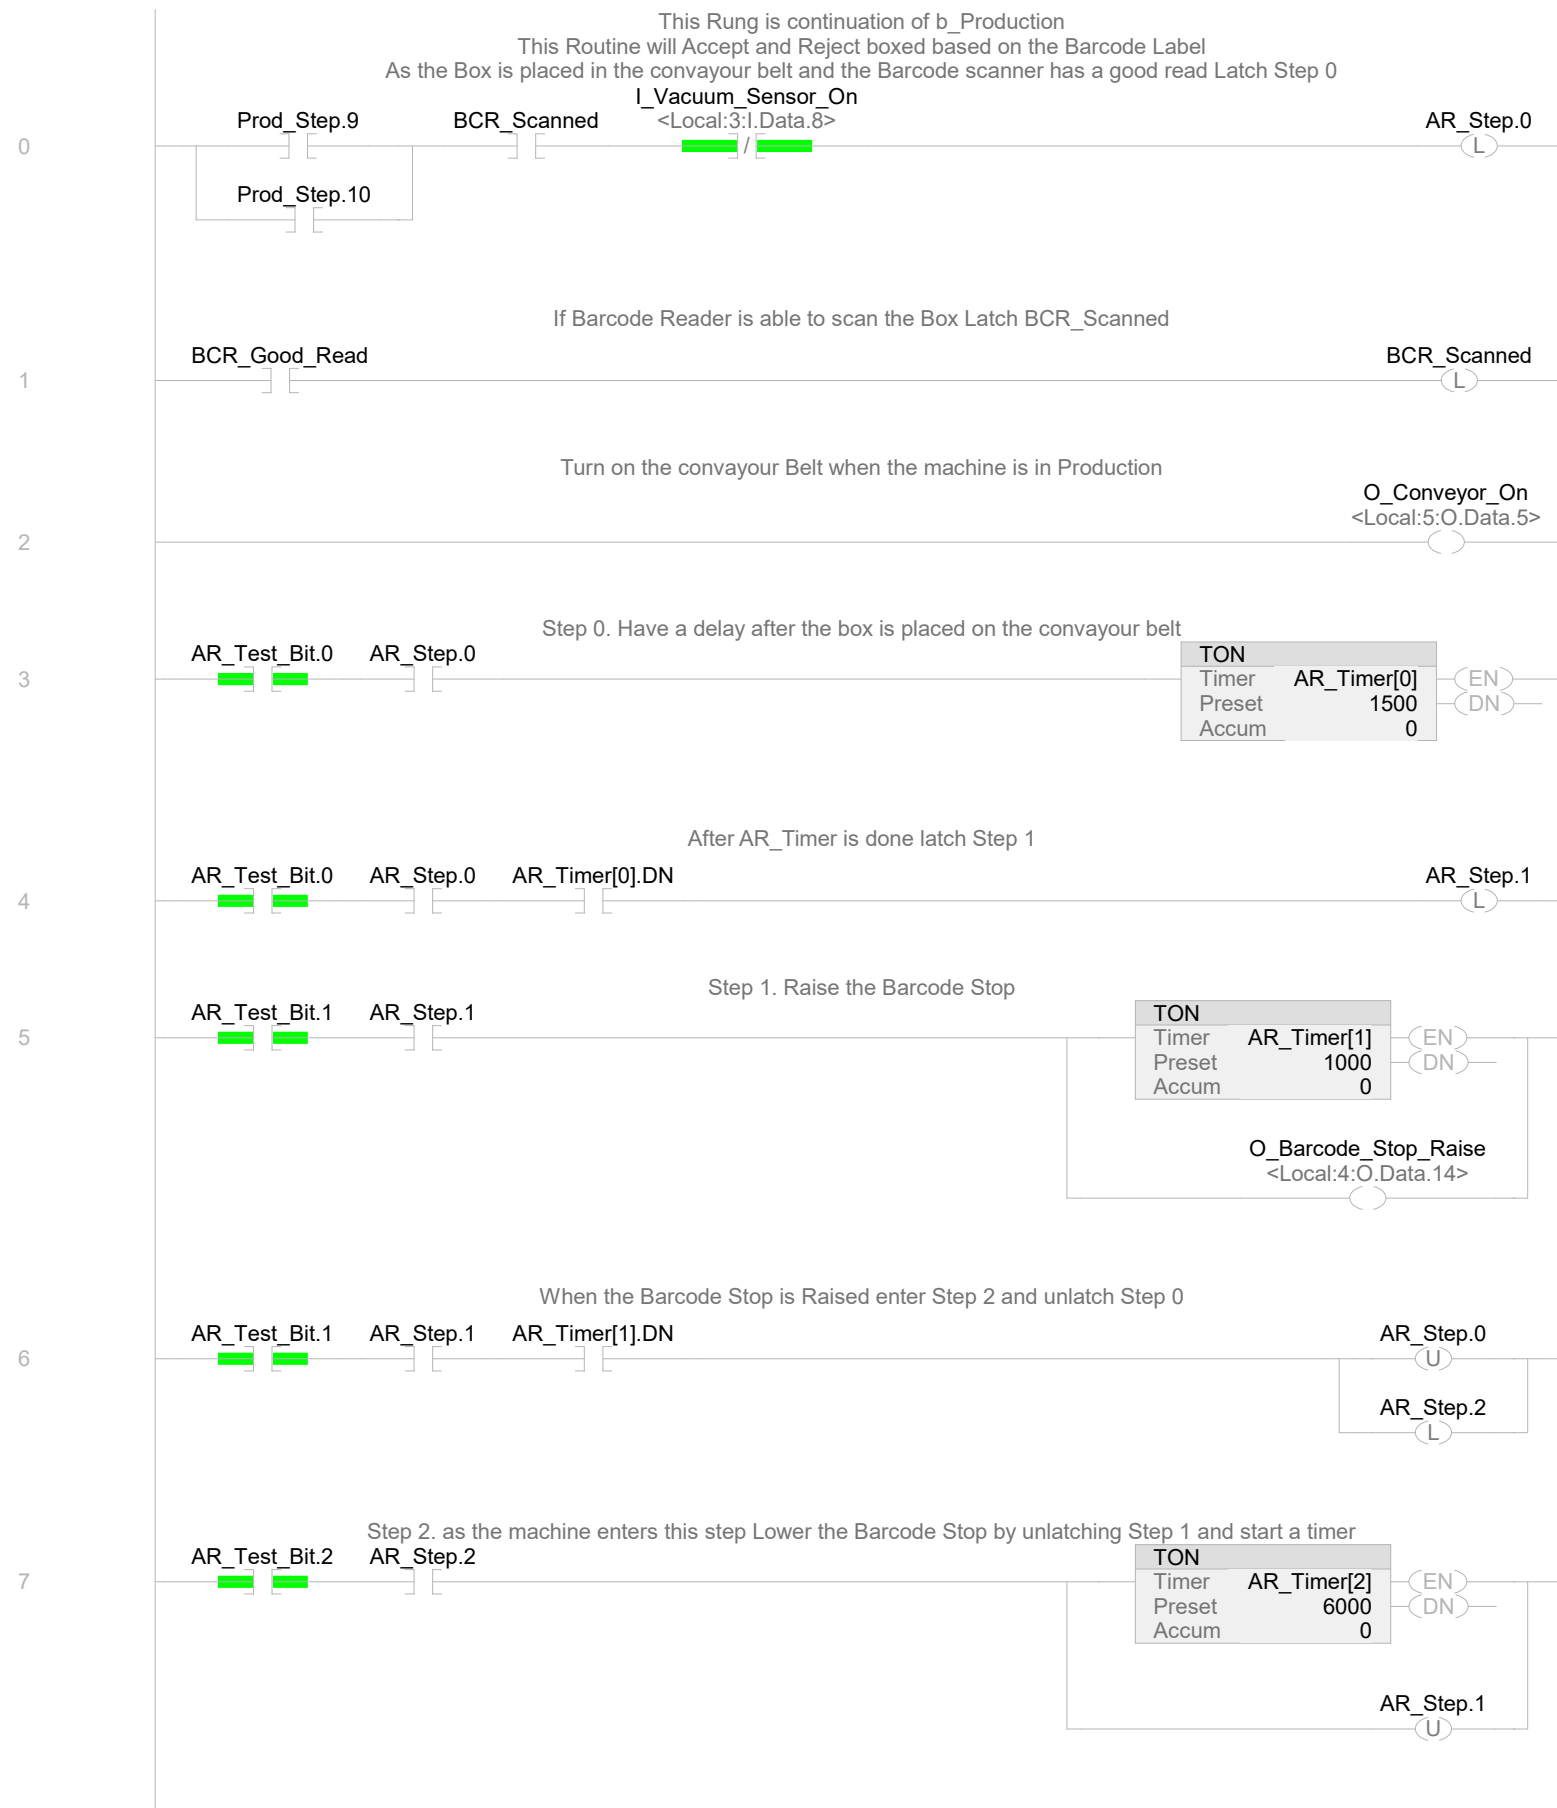 This Rung is continuation of b_Production
This Routine will Accept and Reject boxed based on the Barcode Label
As the Box is placed in the convayour belt and the Barcode scanner has a good read Latch Step 0
I_Vacuum_Sensor_On
Prod_Step.9 BCR_Scanned <Local:3:I.Data.8> AR_Step.0
0 / L
Prod_Step.10
If Barcode Reader is able to scan the Box Latch BCR_Scanned
BCR_Good_Read BCR_Scanned
1 L
Turn on the convayour Belt when the machine is in Production
O_Conveyor_On
<Local:5:O.Data.5>
2
Step 0. Have a delay after the box is placed on the convayour belt
AR_Test_Bit.0 AR_Step.0 TON
3 Timer AR_Timer[0] EN
Preset 1500 DN
Accum 0
After AR_Timer is done latch Step 1
AR_Test_Bit.0 AR_Step.0 AR_Timer[0].DN AR_Step.1
4 L
Step 1. Raise the Barcode Stop
AR_Test_Bit.1 AR_Step.1 TON
5 Timer AR_Timer[1] EN
Preset 1000 DN
Accum 0
O_Barcode_Stop_Raise
<Local:4:O.Data.14>
When the Barcode Stop is Raised enter Step 2 and unlatch Step 0
AR_Test_Bit.1 AR_Step.1 AR_Timer[1].DN AR_Step.0
6 U
AR_Step.2
L
Step 2. as the machine enters this step Lower the Barcode Stop by unlatching Step 1 and start a timer
AR_Test_Bit.2 AR_Step.2 TON
7 Timer AR_Timer[2] EN
Preset 6000 DN
Accum 0
AR_Step.1
U